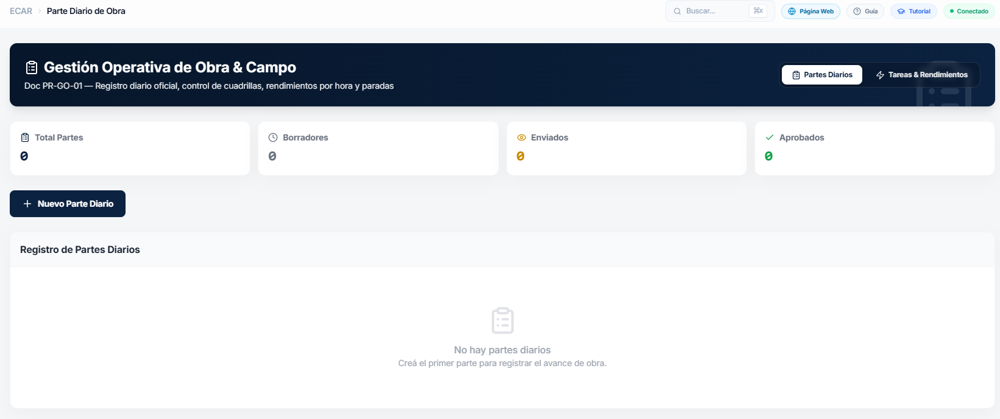 ECAR > Parte Diario de Obra
Buscar... ⌘K
Página Web
Guía
Tutorial
Conectado
Gestión Operativa de Obra & Campo
Doc PR-GO-01 — Registro diario oficial, control de cuadrillas, rendimientos por hora y paradas
Partes Diarios
Tareas & Rendimientos
Total Partes
0
Borradores
0
Enviados
0
Aprobados
0
+ Nuevo Parte Diario
Registro de Partes Diarios
No hay partes diarios
Creá el primer parte para registrar el avance de obra.